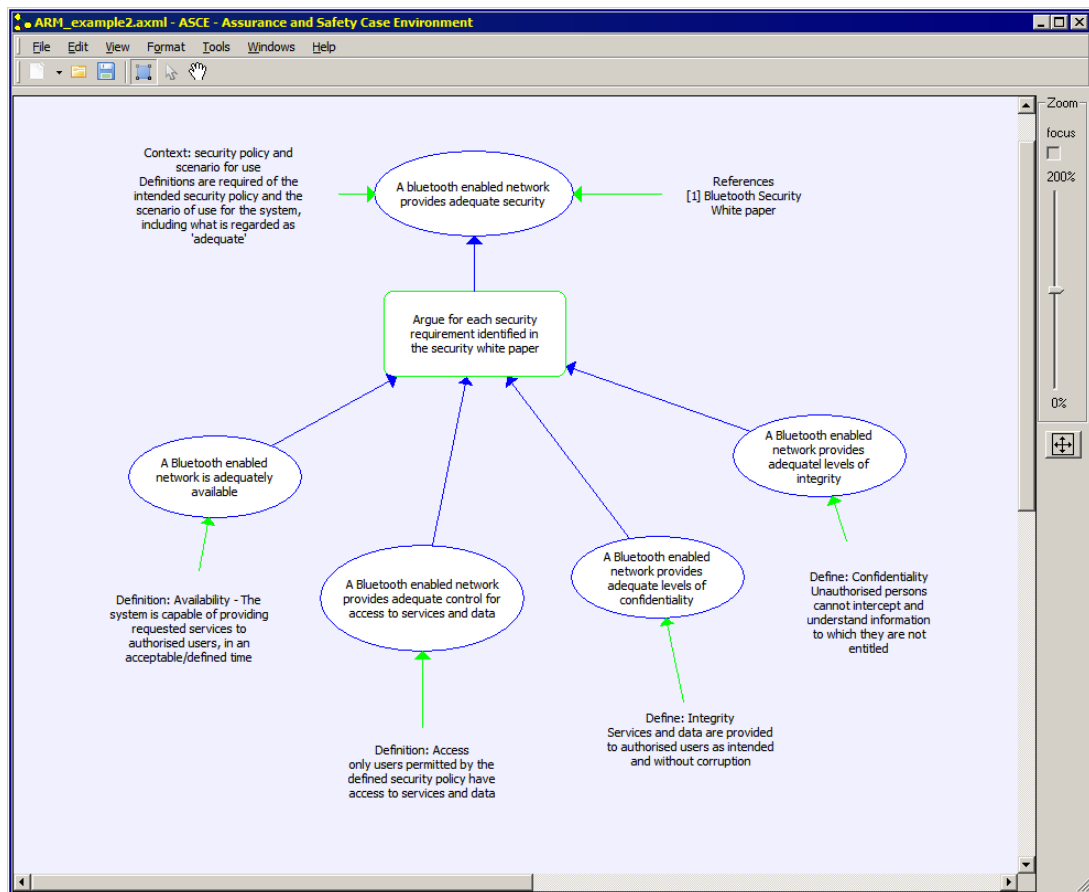 ARM_example2.axml - ASCE - Assurance and Safety Case Environment
File Edit View Format Tools Windows Help
Zoom
focus
200%
0%
Context: security policy and
scenario for use
Definitions are required of the
intended security policy and the
scenario of use for the system,
including what is regarded as
'adequate'
A bluetooth enabled network
provides adequate security
References
[1] Bluetooth Security
White paper
Argue for each security
requirement identified in
the security white paper
A Bluetooth enabled
network is adequately
available
A Bluetooth enabled network
provides adequate control for
access to services and data
A Bluetooth enabled
network provides
adequate levels of
confidentiality
A Bluetooth enabled
network provides
adequatel levels of
integrity
Definition: Availability - The
system is capable of providing
requested services to
authorised users, in an
acceptable/defined time
Definition: Access
only users permitted by the
defined security policy have
access to services and data
Define: Integrity
Services and data are provided
to authorised users as intended
and without corruption
Define: Confidentiality
Unauthorised persons
cannot intercept and
understand information
to which they are not
entitled